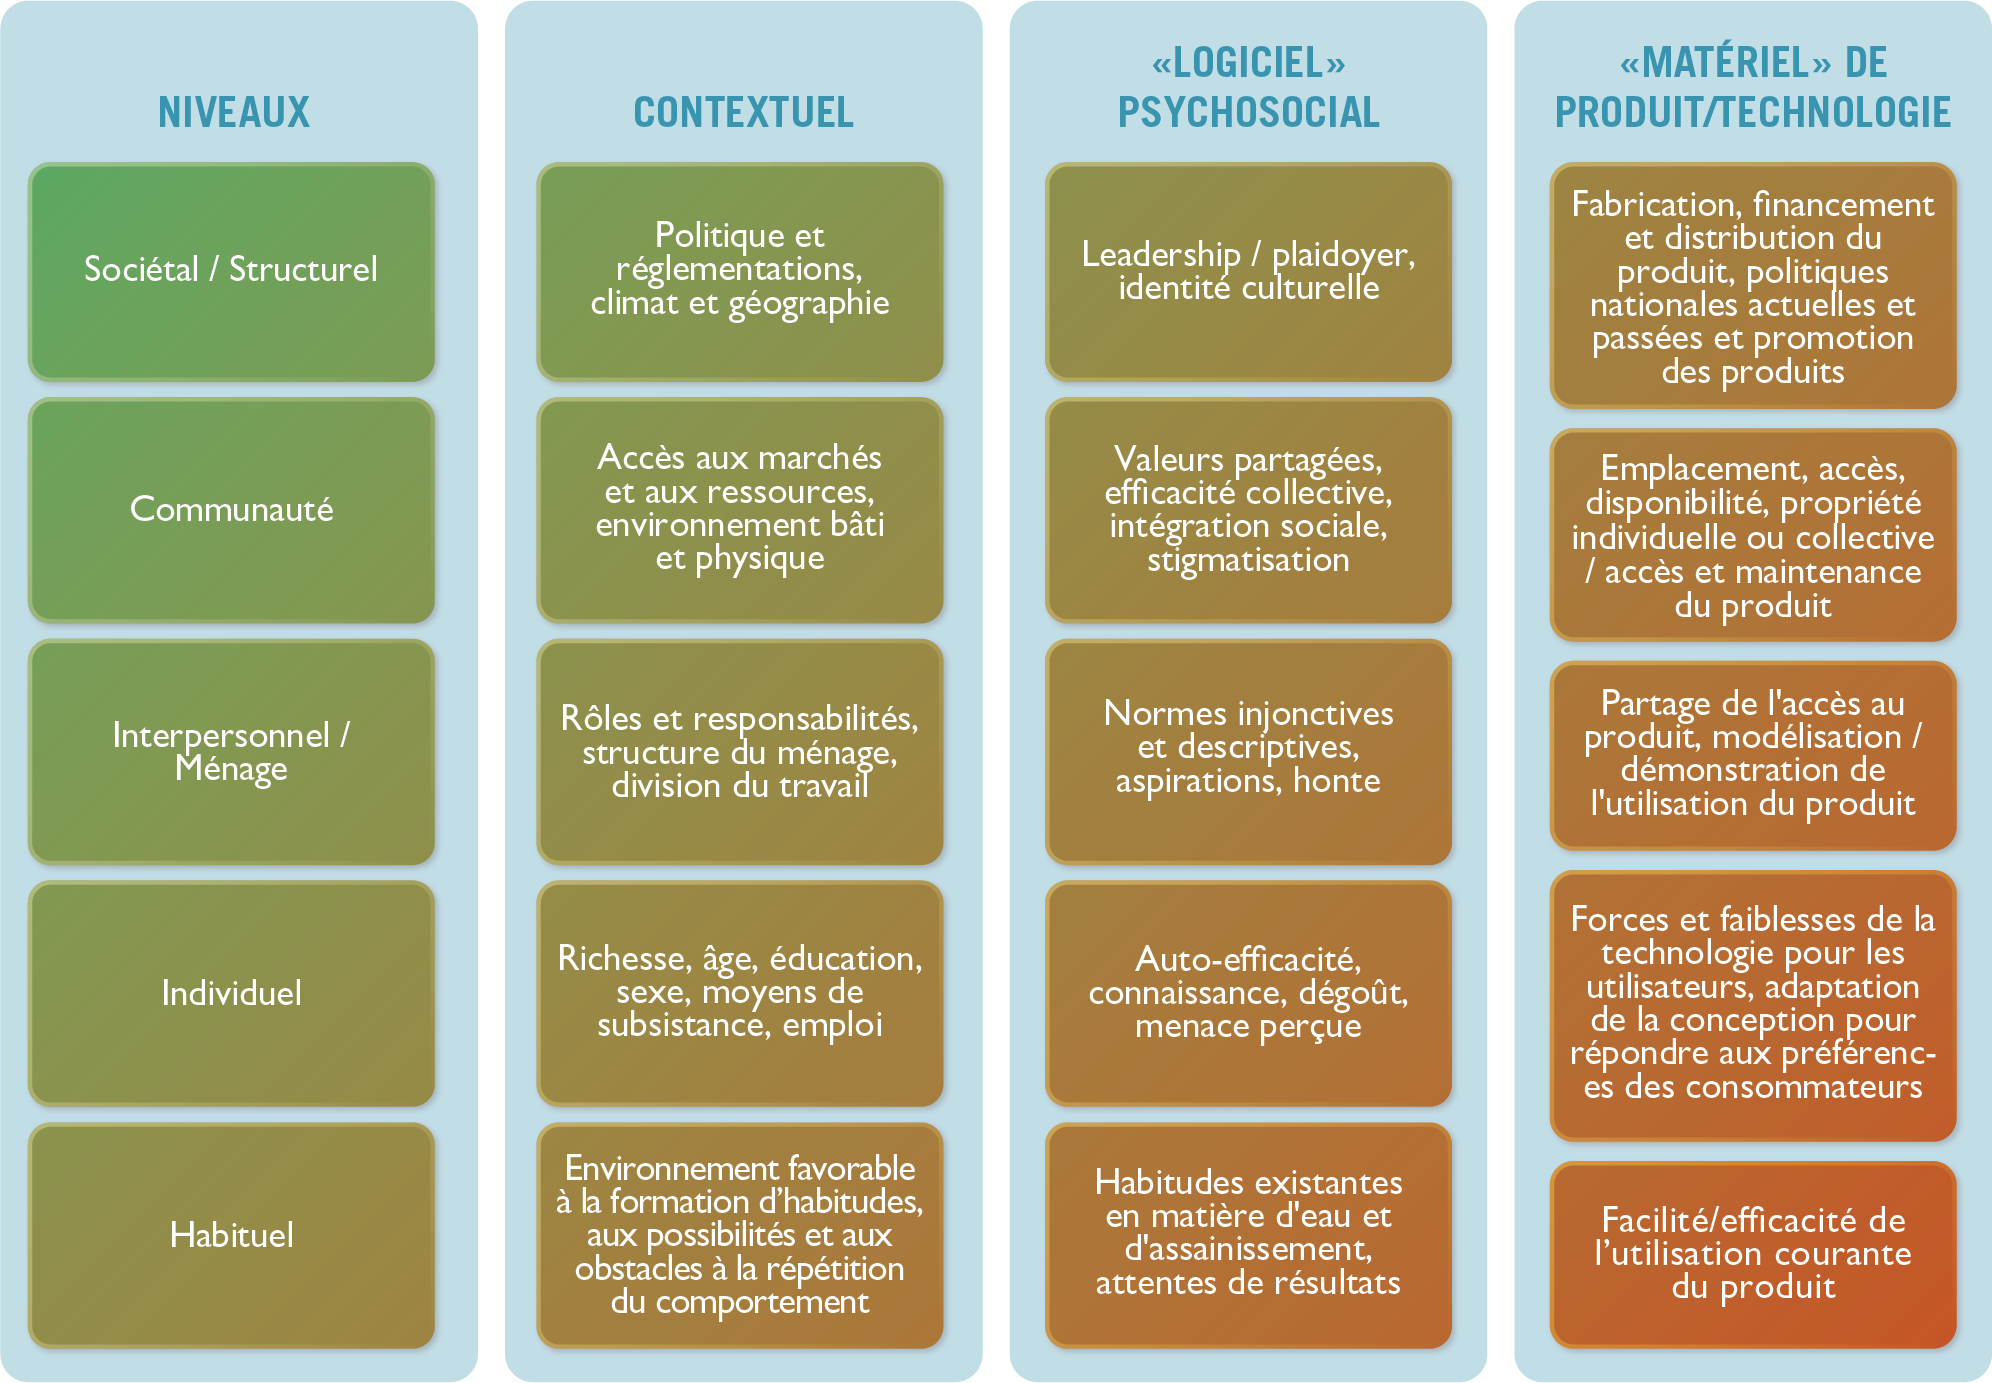 NIVEAUX
Sociétal / Structurel
Communauté
Interpersonnel /
Ménage
Individuel
Habituel
CONTEXTUEL
Politique et
réglementations,
climat et géographie
Accès aux marchés
et aux ressources,
environnement bâti
et physique
Rôles et responsabilités,
structure du ménage,
division du travail
Richesse, âge, éducation,
sexe, moyens de
subsistance, emploi
Environnement favorable
à la formation d’habitudes,
aux possibilités et aux
obstacles à la répétition
du comportement
«LOGICIEL»
PSYCHOSOCIAL
Leadership / plaidoyer,
identité culturelle
Valeurs partagées,
efficacité collective,
intégration sociale,
stigmatisation
Normes injonctives
et descriptives,
aspirations, honte
Auto-efficacité,
connaissance, dégoût,
menace perçue
Habitudes existantes
en matière d'eau et
d'assainissement,
attentes de résultats
«MATÉRIEL» DE
PRODUIT/TECHNOLOGIE
Fabrication, financement
et distribution du
produit, politiques
nationales actuelles et
passées et promotion
des produits
Emplacement, accès,
disponibilité, propriété
individuelle ou collective
/ accès et maintenance
du produit
Partage de l'accès au
produit, modélisation /
démonstration de
l'utilisation du produit
Forces et faiblesses de la
technologie pour les
utilisateurs, adaptation
de la conception pour
répondre aux préférenc-
es des consommateurs
Facilité/efficacité de
l’utilisation courante
du produit